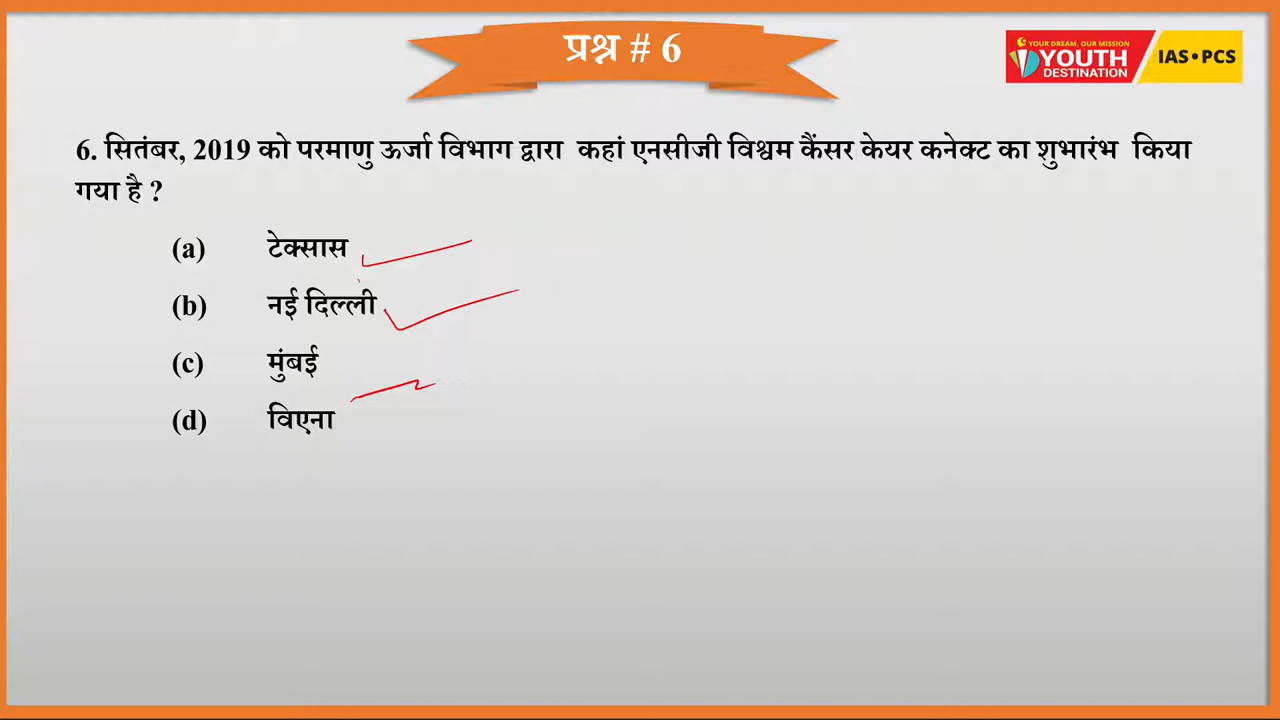 प्रश्न # 6
YOUR DREAM, OUR MISSION
YOUTH
DESTINATION
IAS•PCS
6. सितंबर, 2019 को परमाणु ऊर्जा विभाग द्वारा कहां एनसीजी विश्वम कैंसर केयर कनेक्ट का शुभारंभ किया
गया है ?
(a) टेक्सास
(b) नई दिल्ली
(c) मुंबई
(d) विएना